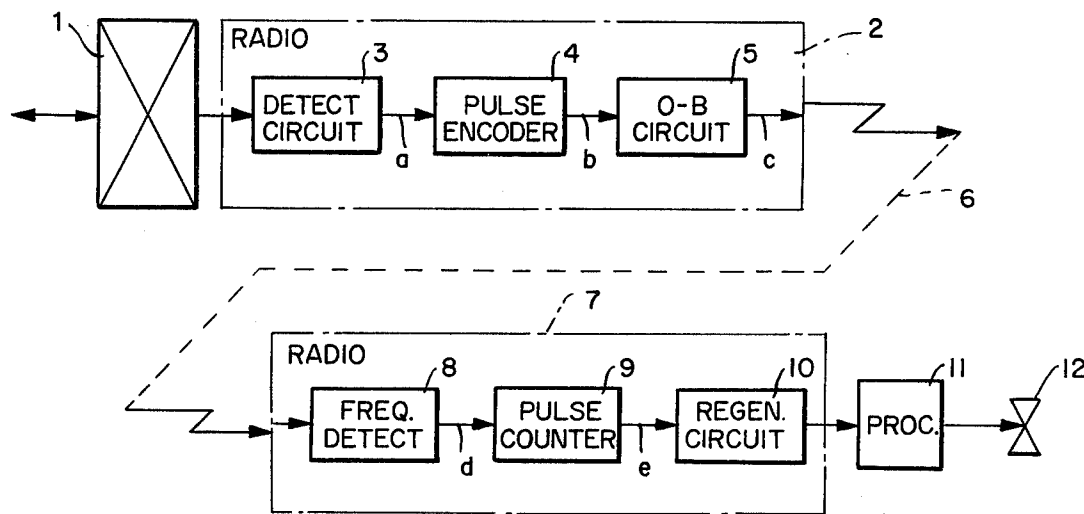 1
RADIO
2
3
4
5
DETECT
CIRCUIT
PULSE
ENCODER
O-B
CIRCUIT
a
b
c
6
7
RADIO
8
9
10
11
12
FREQ.
DETECT
PULSE
COUNTER
REGEN.
CIRCUIT
PROC.
d
e